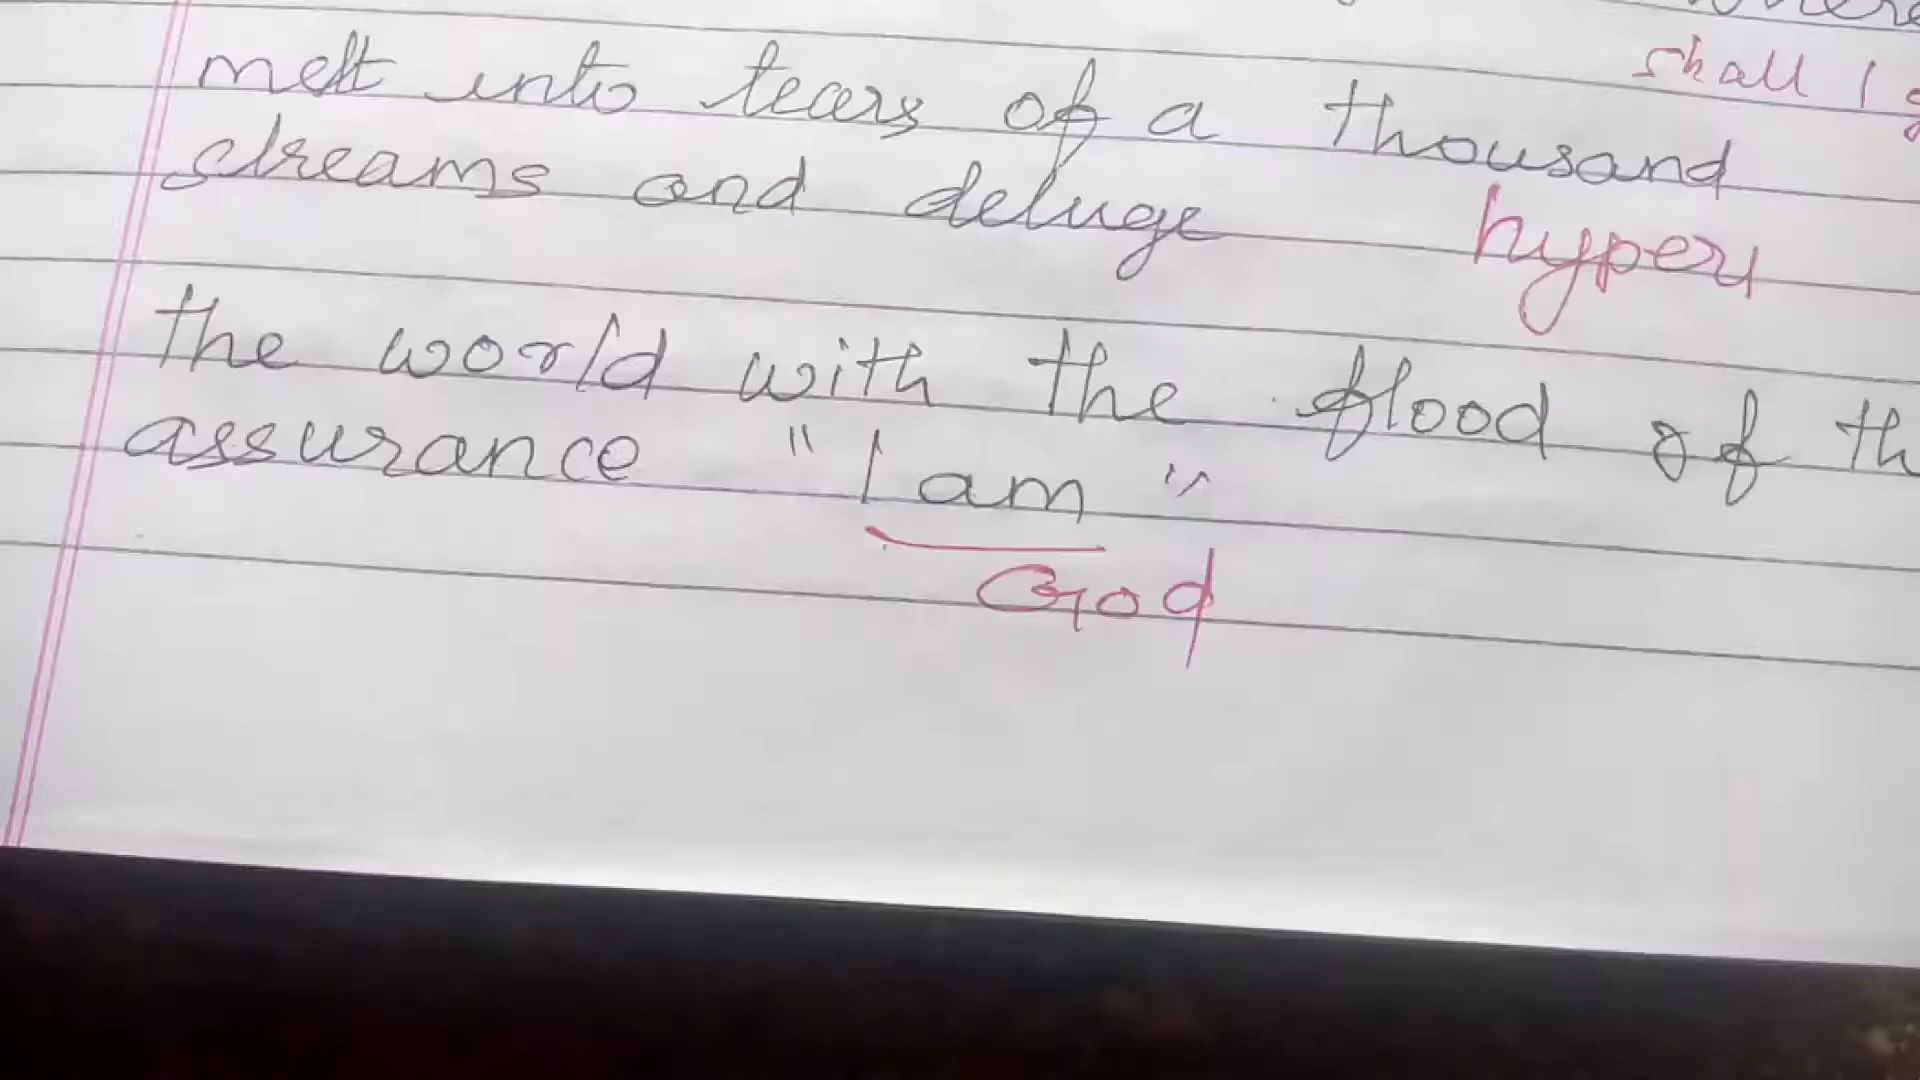 shall I
melt into tears of a thousand
streams and deluge hyper
the world with the flood of th
assurance "I am"
God